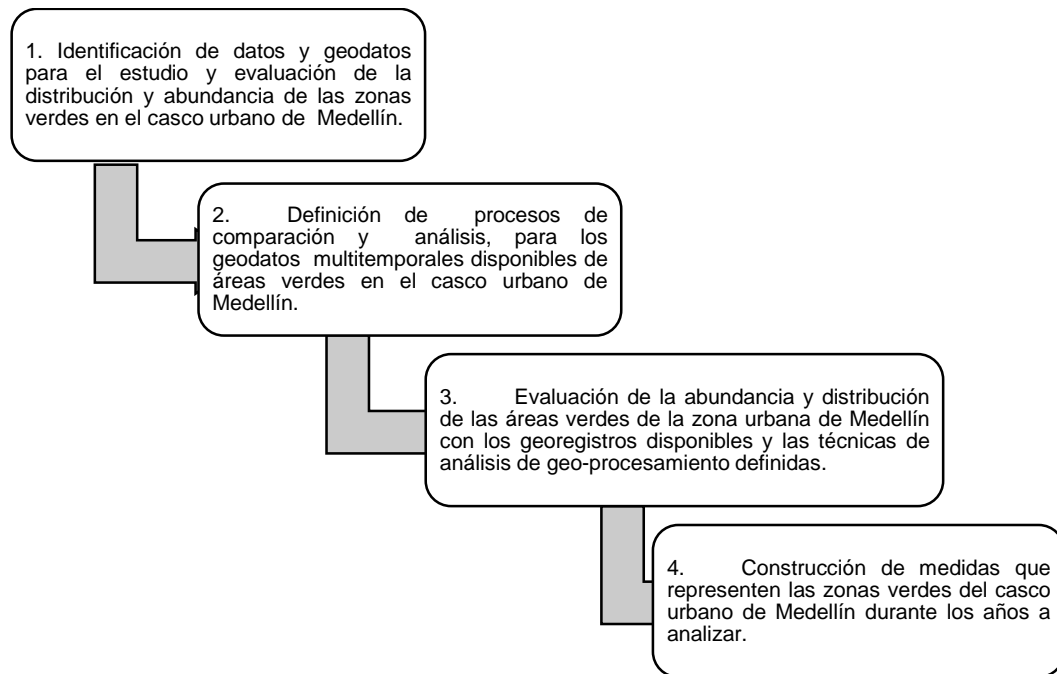 1. Identificación de datos y geodatos
para el estudio y evaluación de la
distribución y abundancia de las zonas
verdes en el casco urbano de Medellín.
2. Definición de procesos de
comparación y análisis, para los
geodatos multitemporales disponibles de
áreas verdes en el casco urbano de
Medellín.
3. Evaluación de la abundancia y distribución
de las áreas verdes de la zona urbana de Medellín
con los georegistros disponibles y las técnicas de
análisis de geo-procesamiento definidas.
4. Construcción de medidas que
representen las zonas verdes del casco
urbano de Medellín durante los años a
analizar.